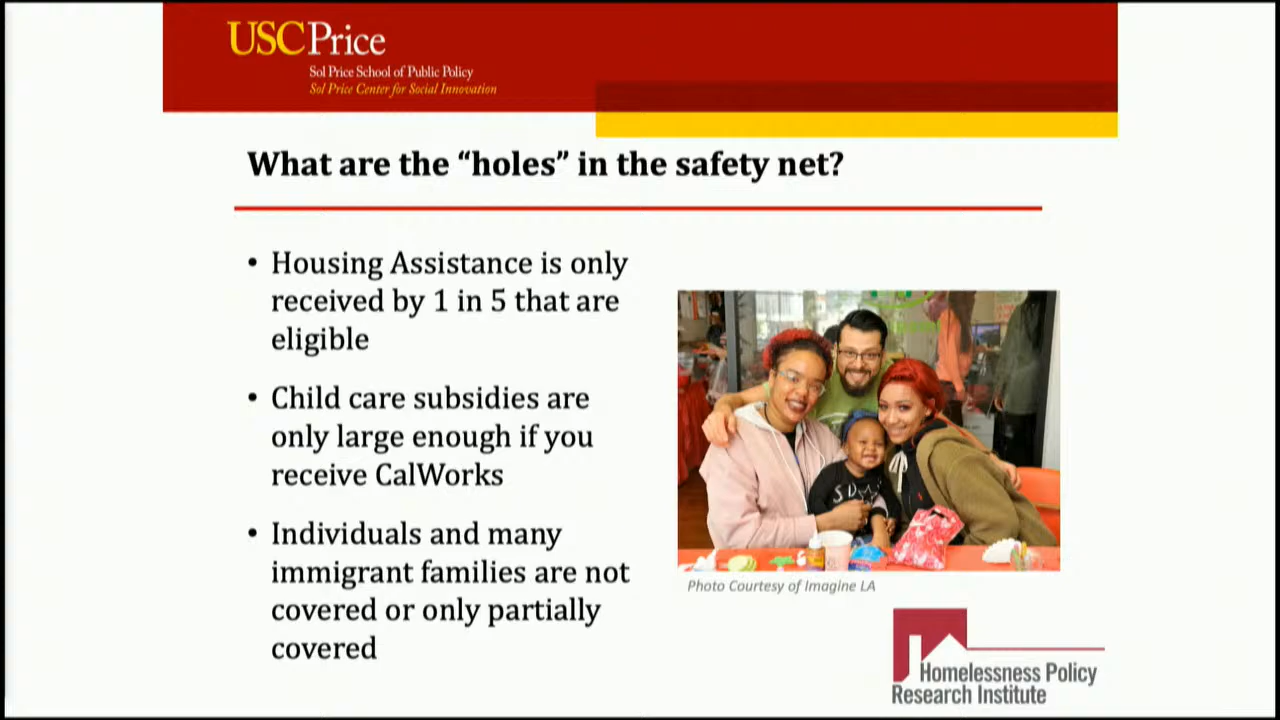 USCPrice
Sol Price School of Public Policy
Sol Price Center for Social Innovation
What are the “holes” in the safety net?
• Housing Assistance is only
received by 1 in 5 that are
eligible
• Child care subsidies are
only large enough if you
receive CalWorks
• Individuals and many
immigrant families are not
covered or only partially
covered
Photo Courtesy of Imagine LA
Homelessness Policy
Research Institute